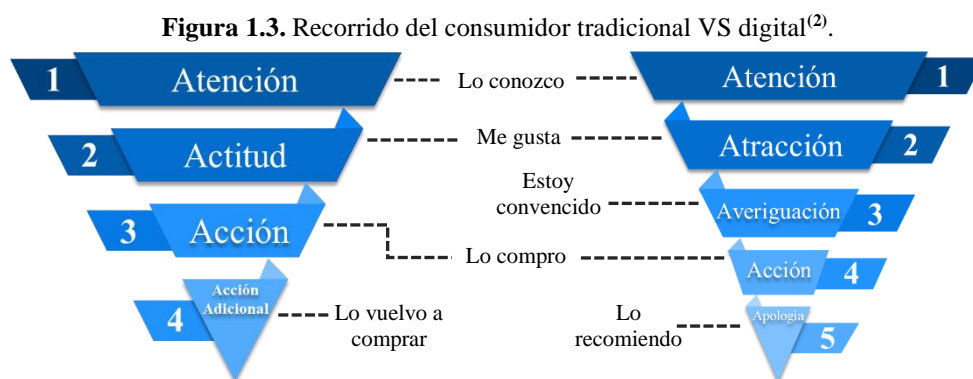 Figura 1.3. Recorrido del consumidor tradicional VS digital(2).
1 Atención Lo conozco Atención 1
2 Actitud Me gusta Atracción 2
Estoy
convencido
Averiguación 3
3 Acción Lo compro Acción 4
Acción
Adicional
4 Lo vuelvo a
comprar
Lo
recomiendo
Apologia
5